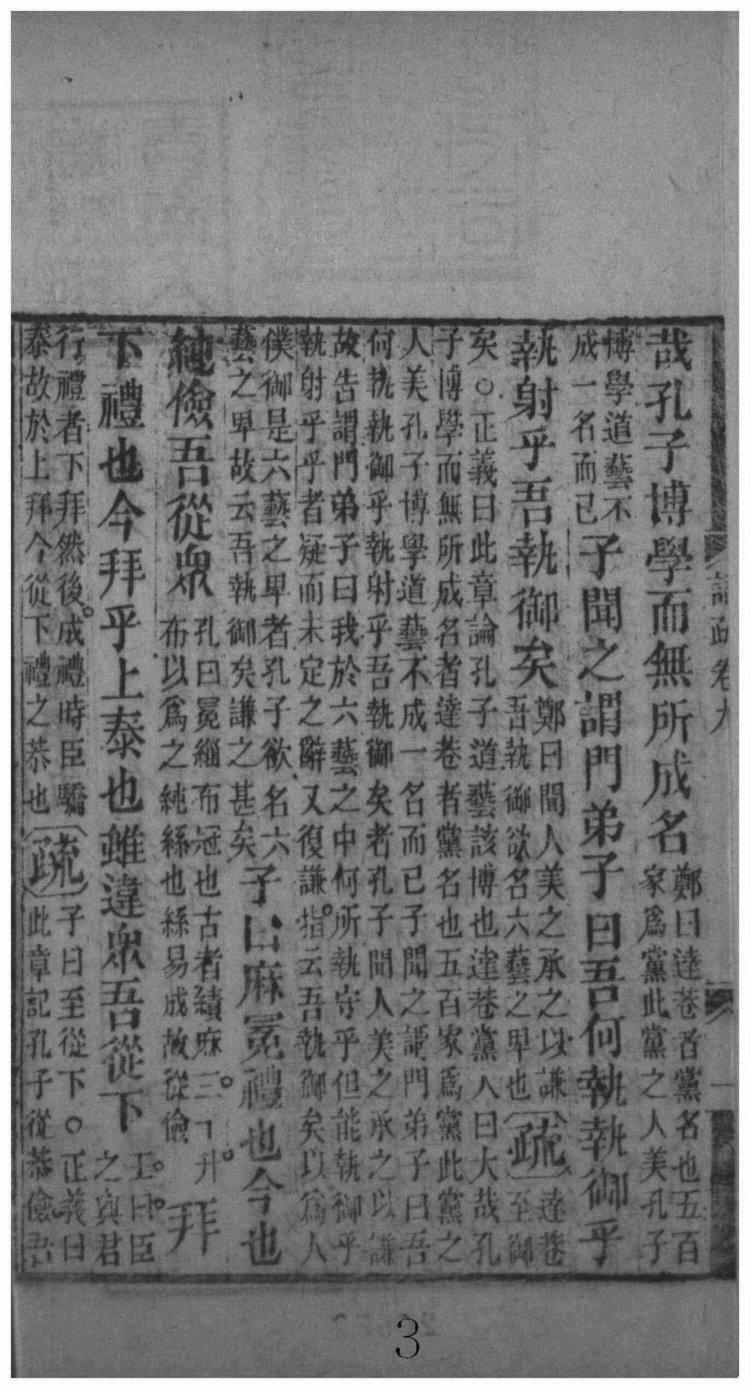 語疏卷九
一
哉孔子博學而無所成名
鄭曰達巷者黨名也五百
家爲黨此黨之人美孔子
博學道藝不
成一名而已
子聞之謂門弟子曰吾何執執御乎
執射乎吾執御矣
鄭曰聞人美之承之以謙
吾執御欲名六藝之卑也
疏
達巷
至御
矣○正義曰此章論孔子道藝該博也達巷黨人曰大哉孔
子博學而無所成名者達巷者黨名也五百家爲黨此黨之
人美孔子博學道藝不成一名而已子聞之謂門弟子曰吾
何執執御乎執射乎吾執御矣者孔子聞人美之承之以謙
故告謂門弟子曰我於六藝之中何所執守乎但能執御乎
執射乎乎者疑而未定之辭又復謙指云吾執御矣以爲人
僕御是六藝之卑者孔子欲名六
藝之卑故云吾執御矣謙之甚矣
子曰麻冕禮也今也
純儉吾從衆
孔曰冕緇布冠也古者績麻三升
布以爲之純絲也絲易成故從儉
拜
下禮也今拜乎上泰也雖違衆吾從下
王曰臣
之與君
行禮者下拜然後成禮時臣驕
泰故於上拜今從下禮之恭也
疏
子曰至從下○正義曰
此章記孔子從恭儉吾
3